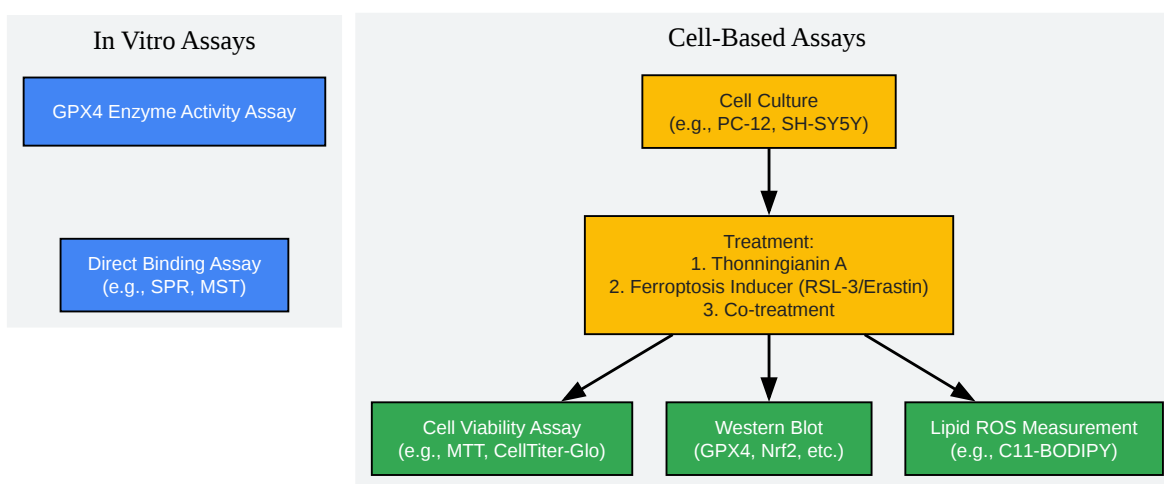 In Vitro Assays
GPX4 Enzyme Activity Assay
Direct Binding Assay
(e.g., SPR, MST)
Cell-Based Assays
Cell Culture
(e.g., PC-12, SH-SY5Y)
Treatment:
1. Thonningianin A
2. Ferroptosis Inducer (RSL-3/Erastin)
3. Co-treatment
Cell Viability Assay
(e.g., MTT, CellTiter-Glo)
Western Blot
(GPX4, Nrf2, etc.)
Lipid ROS Measurement
(e.g., C11-BODIPY)